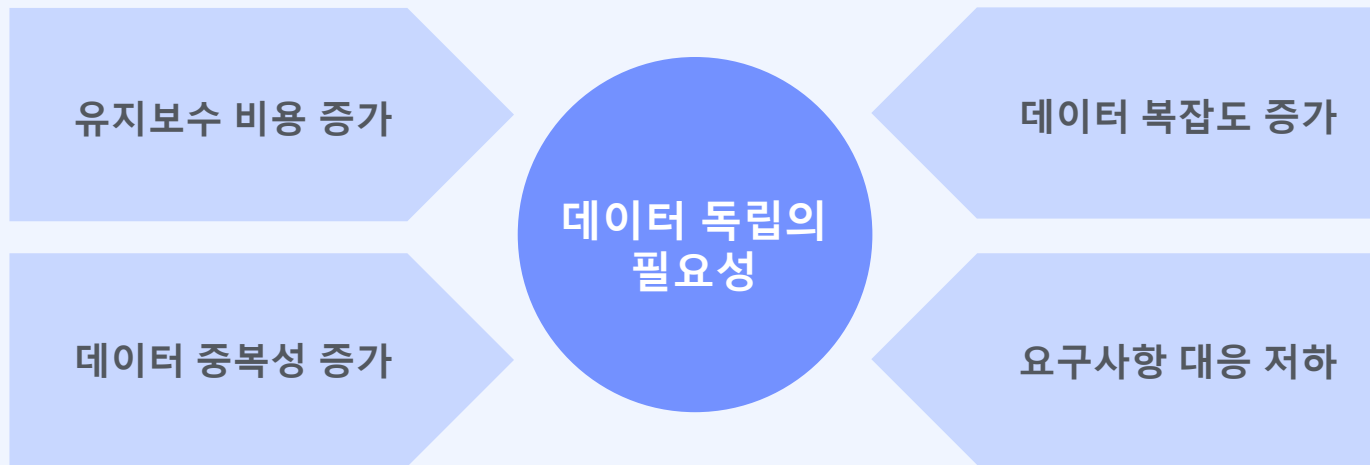 유지보수 비용 증가
데이터 복잡도 증가
데이터 독립의
필요성
데이터 중복성 증가
요구사항 대응 저하